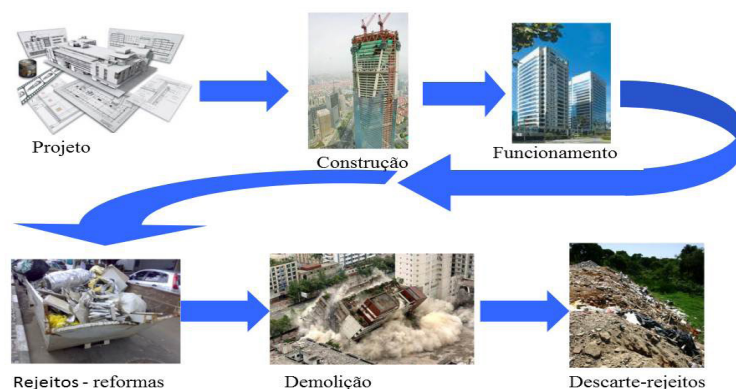 Projeto
Construção
Funcionamento
Rejeitos - reformas
Demolição
Descarte-rejeitos